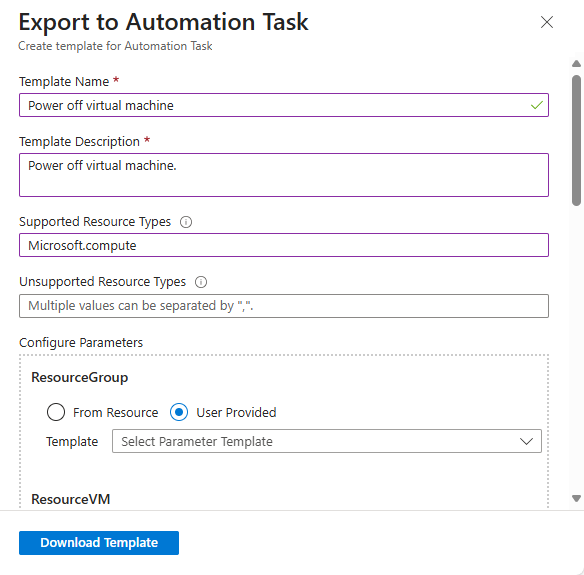 Export to Automation Task
Create template for Automation Task
Template Name *
Power off virtual machine
Template Description *
Power off virtual machine.
Supported Resource Types
Microsoft.compute
Unsupported Resource Types
Multiple values can be separated by ",".
Configure Parameters
ResourceGroup
From Resource User Provided
Template Select Parameter Template
ResourceVM
Download Template